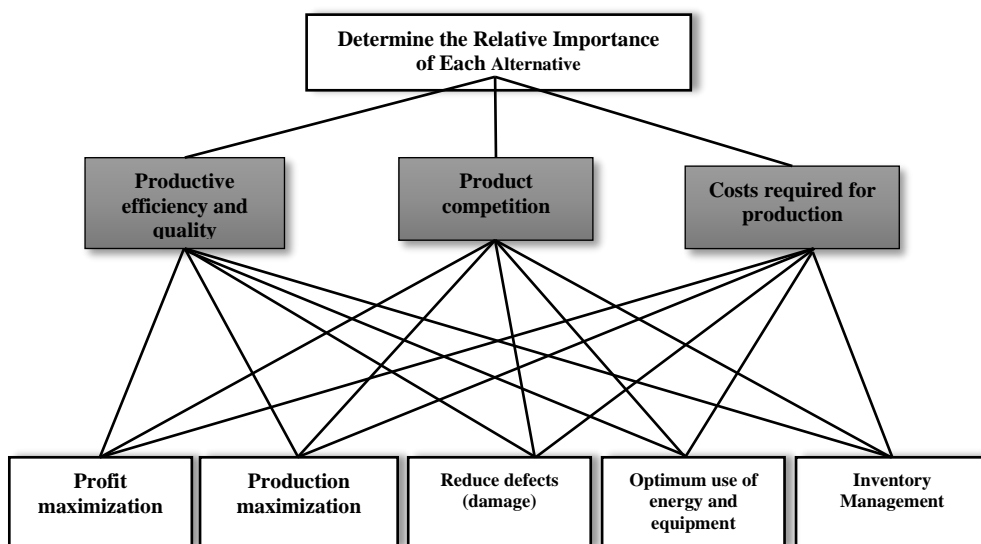 Determine the Relative Importance
of Each Alternative
Productive
efficiency and
quality
Product
competition
Costs required for
production
Profit
maximization
Production
maximization
Reduce defects
(damage)
Optimum use of
energy and
equipment
Inventory
Management